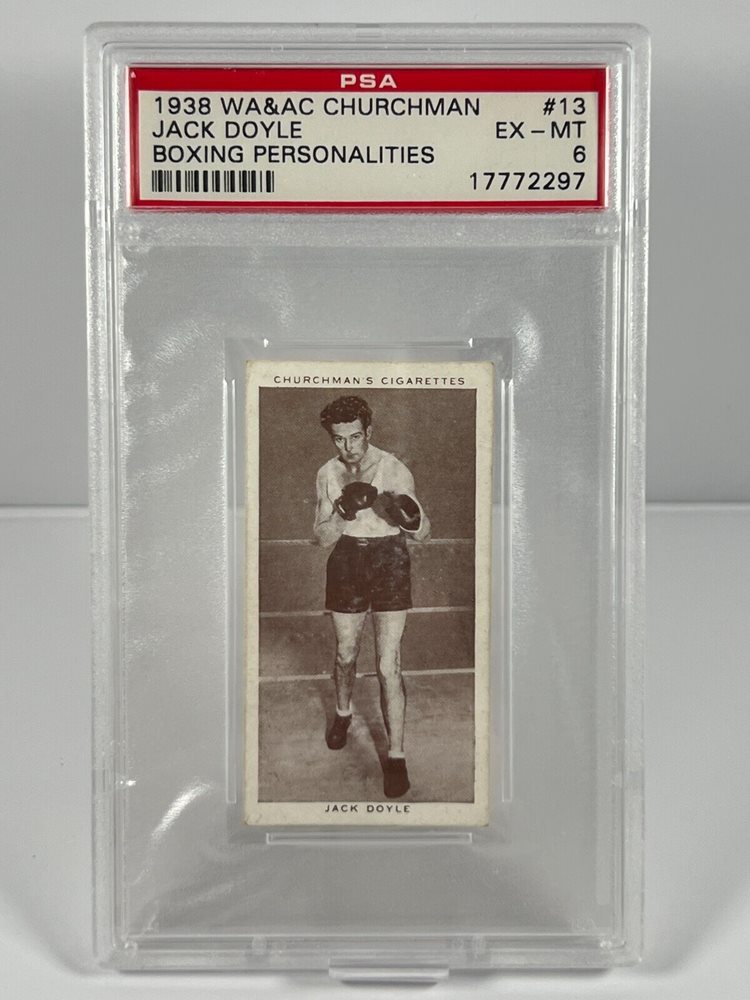 PSA
1938 WA&AC CHURCHMAN #13
JACK DOYLE EX – MT
BOXING PERSONALITIES 6
17772297
CHURCHMAN'S CIGARETTES
JACK DOYLE